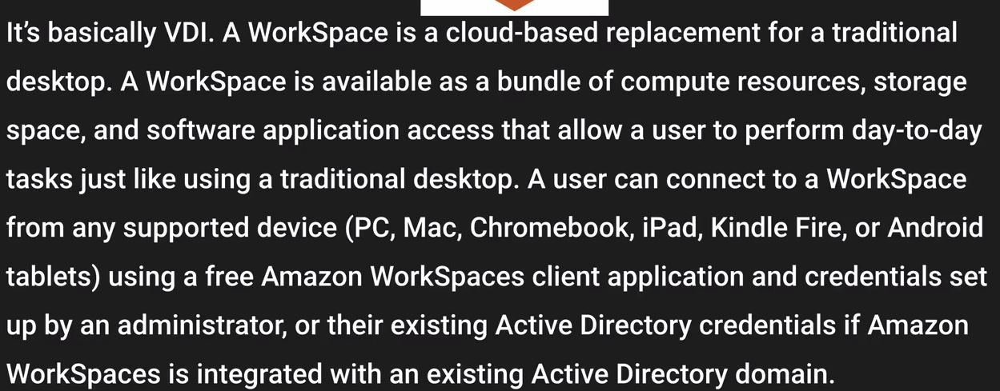 It’s basically VDI. A WorkSpace is a cloud-based replacement for a traditional
desktop. A WorkSpace is available as a bundle of compute resources, storage
space, and software application access that allow a user to perform day-to-day
tasks just like using a traditional desktop. A user can connect to a WorkSpace
from any supported device (PC, Mac, Chromebook, iPad, Kindle Fire, or Android
tablets) using a free Amazon WorkSpaces client application and credentials set
up by an administrator, or their existing Active Directory credentials if Amazon
WorkSpaces is integrated with an existing Active Directory domain.